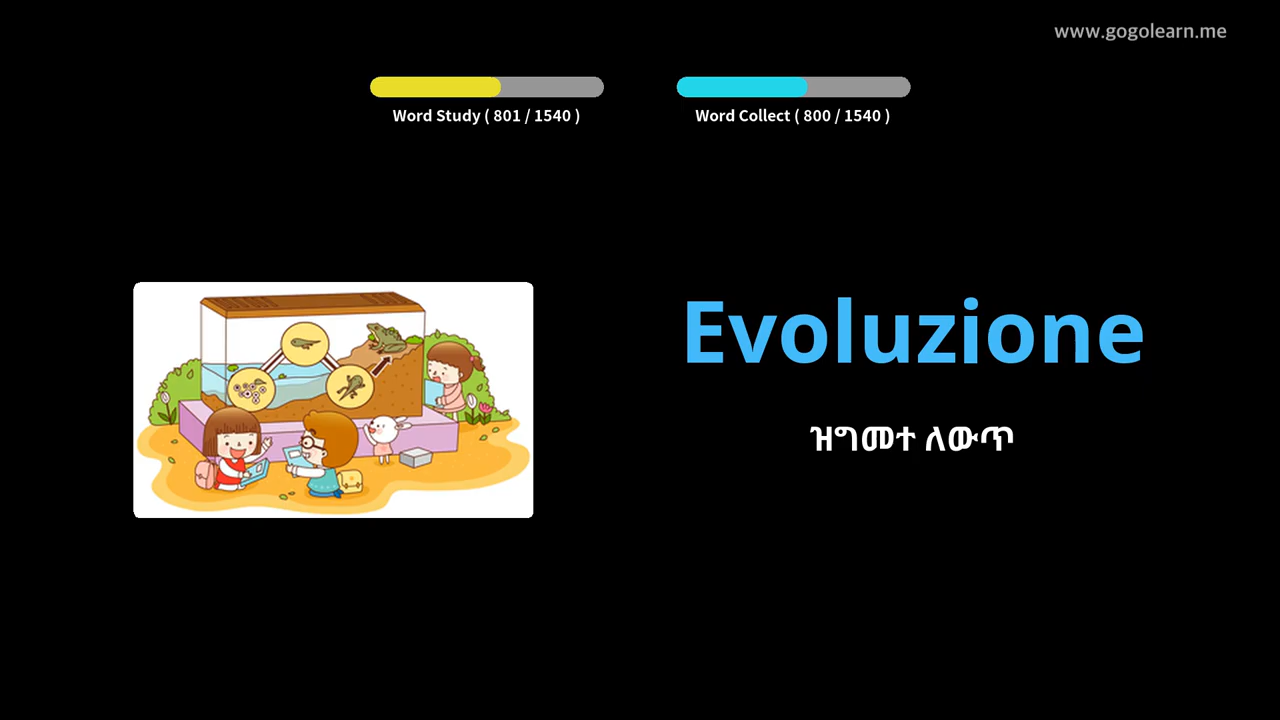 www.gogolearn.me
Word Study ( 801 / 1540 )
Word Collect ( 800 / 1540 )
Evoluzione
ዝግመተ ለውጥ